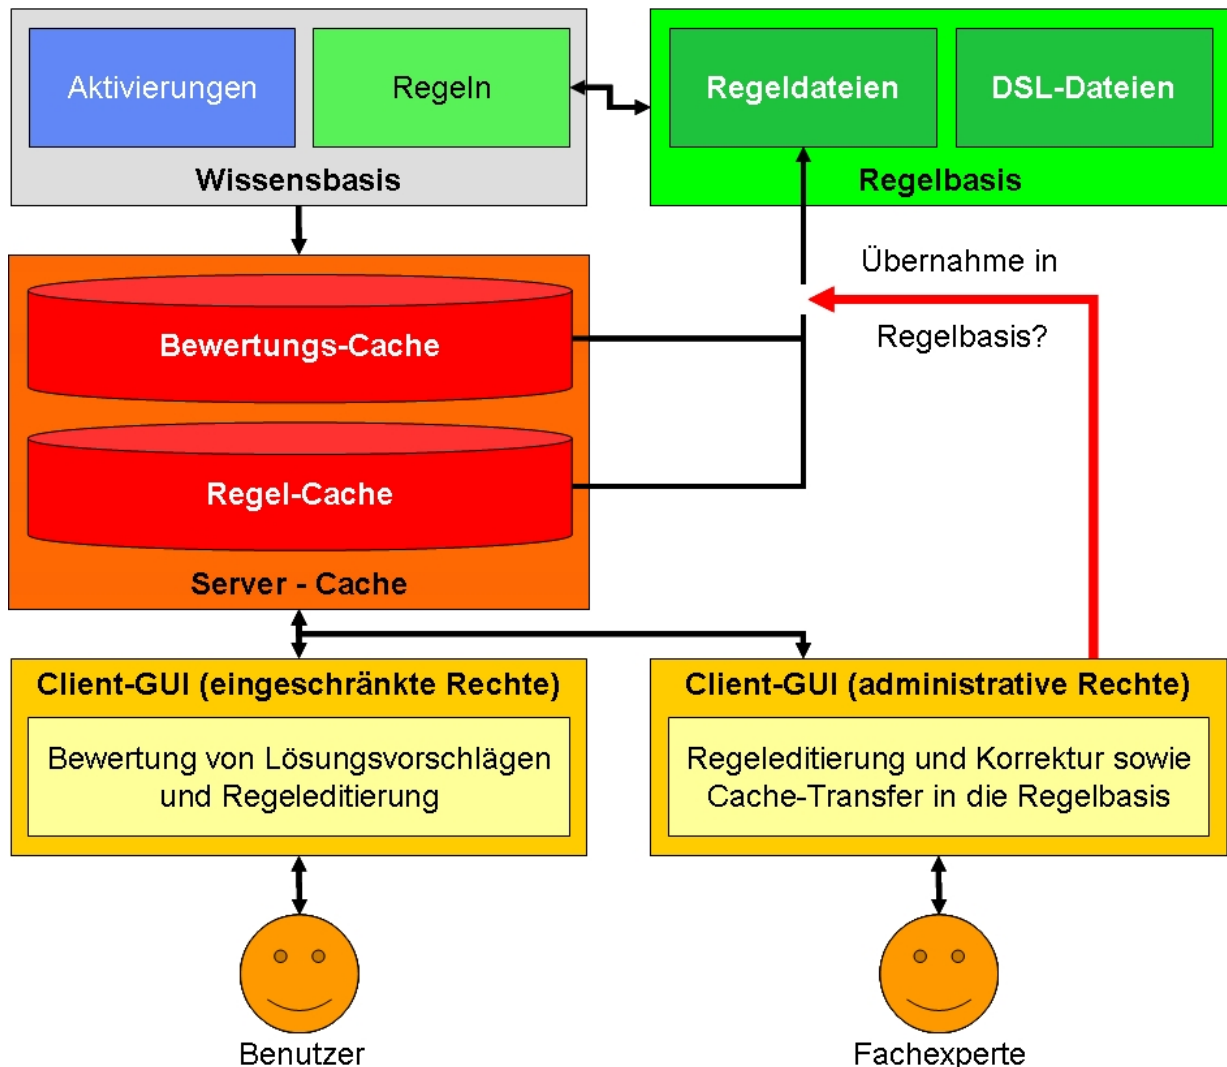 Aktivierungen
Regeln
Wissensbasis
Regeldateien
DSL-Dateien
Regelbasis
Übernahme in
Regelbasis?
Bewertungs-Cache
Regel-Cache
Server - Cache
Client-GUI (eingeschränkte Rechte)
Bewertung von Lösungsvorschlägen
und Regeleditierung
Client-GUI (administrative Rechte)
Regeleditierung und Korrektur sowie
Cache-Transfer in die Regelbasis
Benutzer
Fachexperte